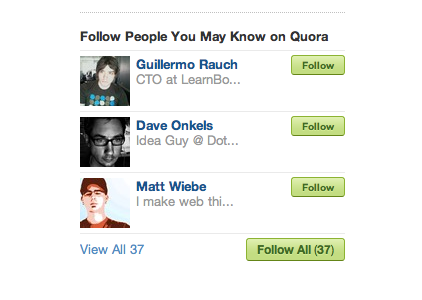 Follow People You May Know on Quora
Guillermo Rauch
CTO at LearnBo...
Follow
Dave Onkels
Idea Guy @ Dot...
Follow
Matt Wiebe
I make web thi...
Follow
View All 37
Follow All (37)